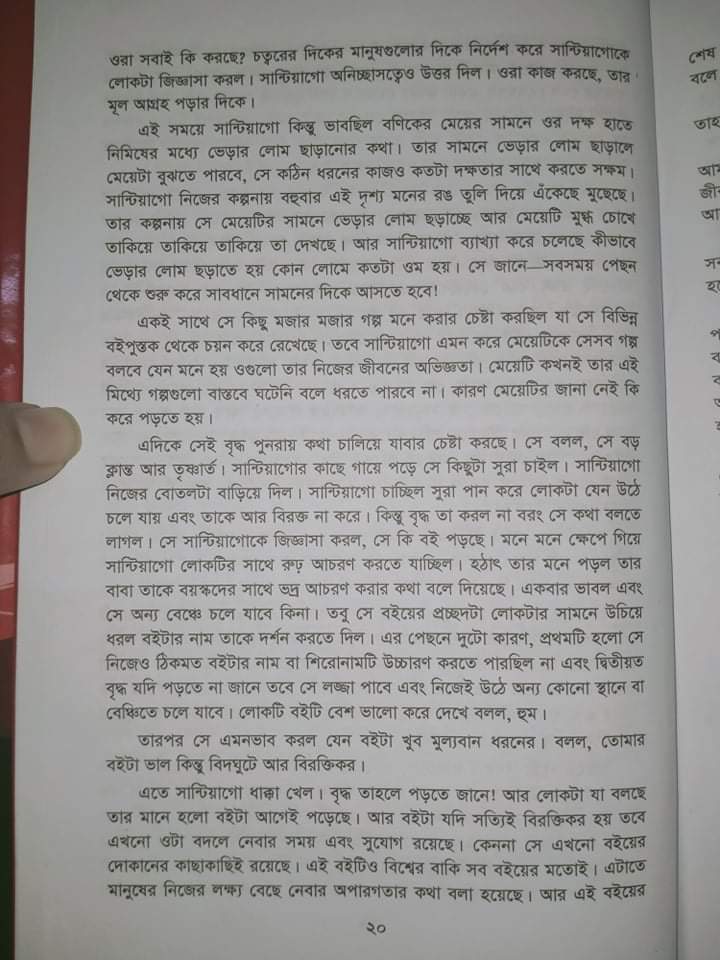 ওরা সবাই কি করছে? চত্বরের দিকের মানুষগুলোর দিকে নির্দেশ করে সান্টিয়াগোকে
লোকটা জিজ্ঞাসা করল। সান্টিয়াগো অনিচ্ছাসত্বেও উত্তর দিল। ওরা কাজ করছে, তার
মূল আগ্রহ পড়ার দিকে।
এই সময়ে সান্টিয়াগো কিন্তু ভাবছিল বণিকের মেয়ের সামনে ওর দক্ষ হাতে
নিমিষের মধ্যে ভেড়ার লোম ছাড়ানোর কথা। তার সামনে ভেড়ার লোম ছাড়ালে
মেয়েটা বুঝতে পারবে, সে কঠিন ধরনের কাজও কতটা দক্ষতার সাথে করতে সক্ষম।
সান্টিয়াগো নিজের কল্পনায় বহুবার এই দৃশ্য মনের রঙ তুলি দিয়ে এঁকেছে মুছেছে।
তার কল্পনায় সে মেয়েটির সামনে ভেড়ার লোম ছড়াচ্ছে আর মেয়েটি মুগ্ধ চোখে
তাকিয়ে তাকিয়ে তাকিয়ে তা দেখছে। আর সান্টিয়াগো ব্যাখ্যা করে চলেছে কীভাবে
ভেড়ার লোম ছড়াতে হয় কোন লোমে কতটা ওম হয়। সে জানে—সবসময় পেছন
থেকে শুরু করে সাবধানে সামনের দিকে আসতে হবে!
একই সাথে সে কিছু মজার মজার গল্প মনে করার চেষ্টা করছিল যা সে বিভিন্ন
বইপুস্তক থেকে চয়ন করে রেখেছে। তবে সান্টিয়াগো এমন করে মেয়েটিকে সেসব গল্প
বলবে যেন মনে হয় ওগুলো তার নিজের জীবনের অভিজ্ঞতা। মেয়েটি কখনই তার এই
মিথ্যে গল্পগুলো বাস্তবে ঘটেনি বলে ধরতে পারবে না। কারণ মেয়েটির জানা নেই কি
করে পড়তে হয়।
এদিকে সেই বৃদ্ধ পুনরায় কথা চালিয়ে যাবার চেষ্টা করছে। সে বলল, সে বড়
ক্লান্ত আর তৃষ্ণার্ত। সান্টিয়াগোর কাছে গায়ে পড়ে সে কিছুটা সুরা চাইল। সান্টিয়াগো
নিজের বোতলটা বাড়িয়ে দিল। সান্টিয়াগো চাচ্ছিল সুরা পান করে লোকটা যেন উঠে
চলে যায় এবং তাকে আর বিরক্ত না করে। কিন্তু বৃদ্ধ তা করল না বরং সে কথা বলতে
লাগল। সে সান্টিয়াগোকে জিজ্ঞাসা করল, সে কি বই পড়ছে। মনে মনে ক্ষেপে গিয়ে
সান্টিয়াগো লোকটির সাথে রুঢ় আচরণ করতে যাচ্ছিল। হঠাৎ তার মনে পড়ল তার
বাবা তাকে বয়স্কদের সাথে ভদ্র আচরণ করার কথা বলে দিয়েছে। একবার ভাবল এবং
সে অন্য বেঞ্চে চলে যাবে কিনা। তবু সে বইয়ের প্রচ্ছদটা লোকটার সামনে উচিয়ে
ধরল বইটার নাম তাকে দর্শন করতে দিল। এর পেছনে দুটো কারণ, প্রথমটি হলো সে
নিজেও ঠিকমত বইটার নাম বা শিরোনামটি উচ্চারণ করতে পারছিল না এবং দ্বিতীয়ত
বৃদ্ধ যদি পড়তে না জানে তবে সে লজ্জা পাবে এবং নিজেই উঠে অন্য কোনো স্থানে বা
বেঞ্চিতে চলে যাবে। লোকটি বইটি বেশ ভালো করে দেখে বলল, হুম।
তারপর সে এমনভাব করল যেন বইটা খুব মুল্যবান ধরনের। বলল, তোমার
বইটা ভাল কিন্তু বিদঘুটে আর বিরক্তিকর।
এতে সান্টিয়াগো ধাক্কা খেল। বৃদ্ধ তাহলে পড়তে জানে! আর লোকটা যা বলছে
তার মানে হলো বইটা আগেই পড়েছে। আর বইটা যদি সত্যিই বিরক্তিকর হয় তবে
এখনো ওটা বদলে নেবার সময় এবং সুযোগ রয়েছে। কেননা সে এখনো বইয়ের
দোকানের কাছাকাছিই রয়েছে। এই বইটিও বিশ্বের বাকি সব বইয়ের মতোই। এটাতে
মানুষের নিজের লক্ষ্য বেছে নেবার অপারগতার কথা বলা হয়েছে। আর এই বইয়ের
২০
শেষ
বলে